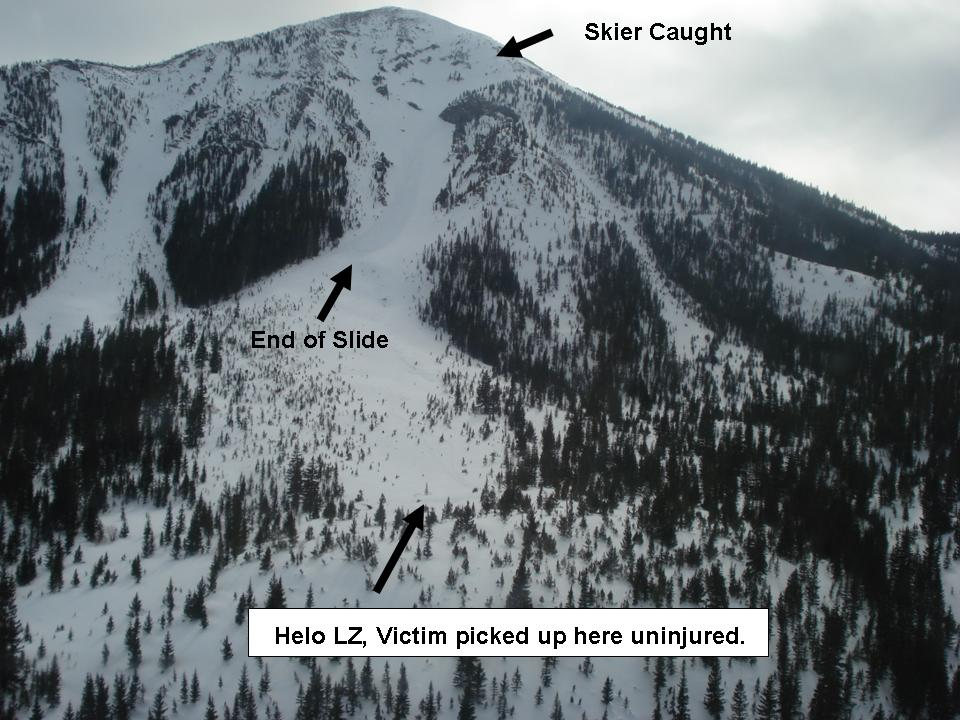 Skier Caught
End of Slide
Helo LZ, Victim picked up here uninjured.